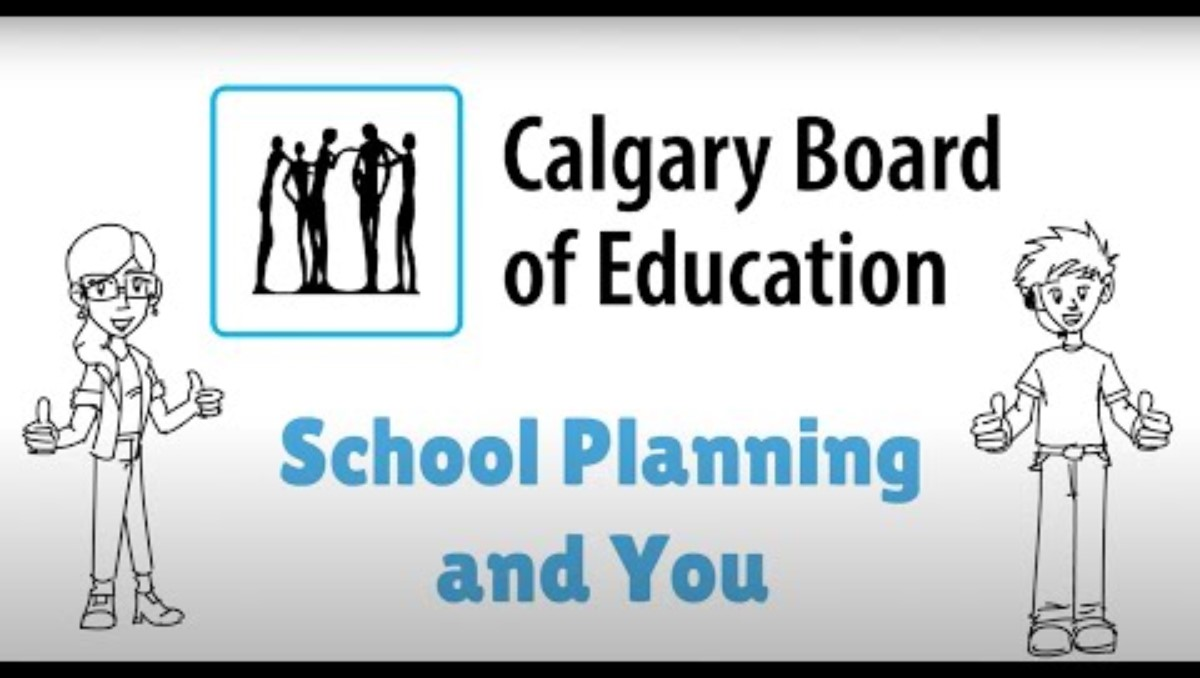 Calgary Board
of Education
School Planning
and You